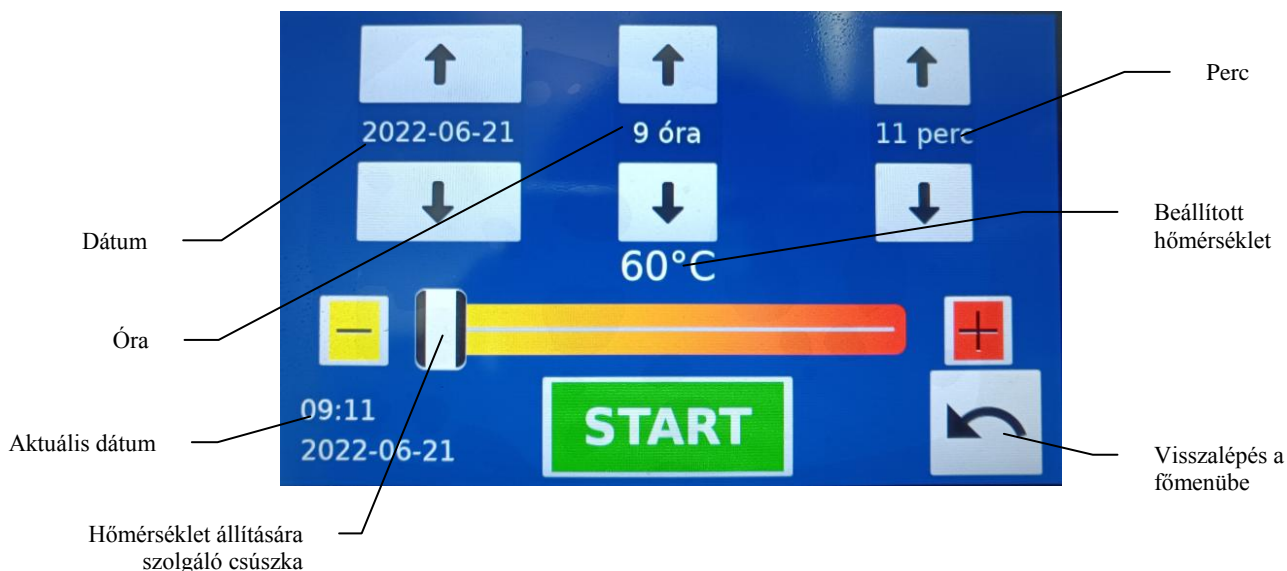 Perc
2022-06-21
9 óra
11 perc
Beállított
hőmérséklet
Dátum
60°C
Óra
09:11
2022-06-21
START
Aktuális dátum
Visszalépés a
főmenübe
Hőmérséklet állítására
szolgáló csúszka